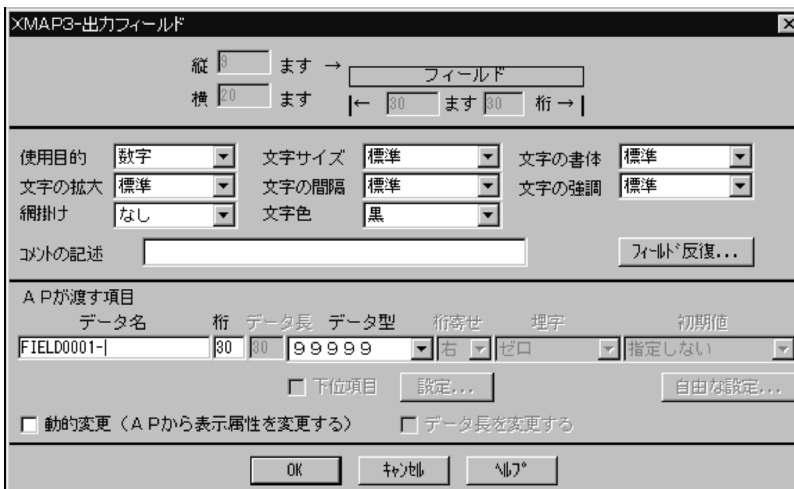 XMAP3-出力フィールド
縦 9 ます → フィールド
横 20 ます |← 30 ます 30 桁 →|
使用目的 数字 文字サイズ 標準 文字の書体 標準
文字の拡大 標準 文字の間隔 標準 文字の強調 標準
網掛け なし 文字色 黒
コメントの記述 フィールド反復...
APが渡す項目
データ名 桁 データ長 データ型 桁寄せ 埋字 初期値
FIELD0001- 30 30 99999 右 ゼロ 指定しない
下位項目 設定... 自由な設定...
動的変更（APから表示属性を変更する） データ長を変更する
OK キャンセル ヘルプ